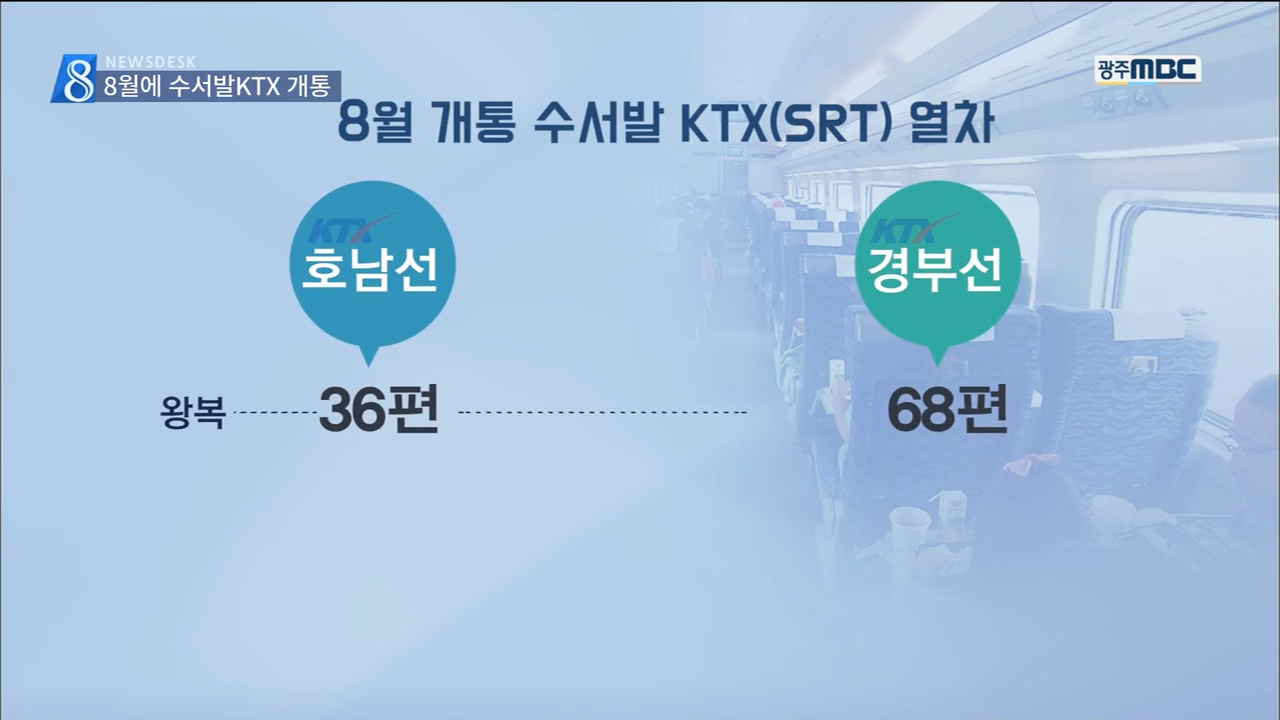 NEWSDESK
8
8월에 수서발KTX 개통
광주MBC
8월 개통 수서발 KTX(SRT) 열차
KTX
호남선
KTX
경부선
왕복
36편
68편